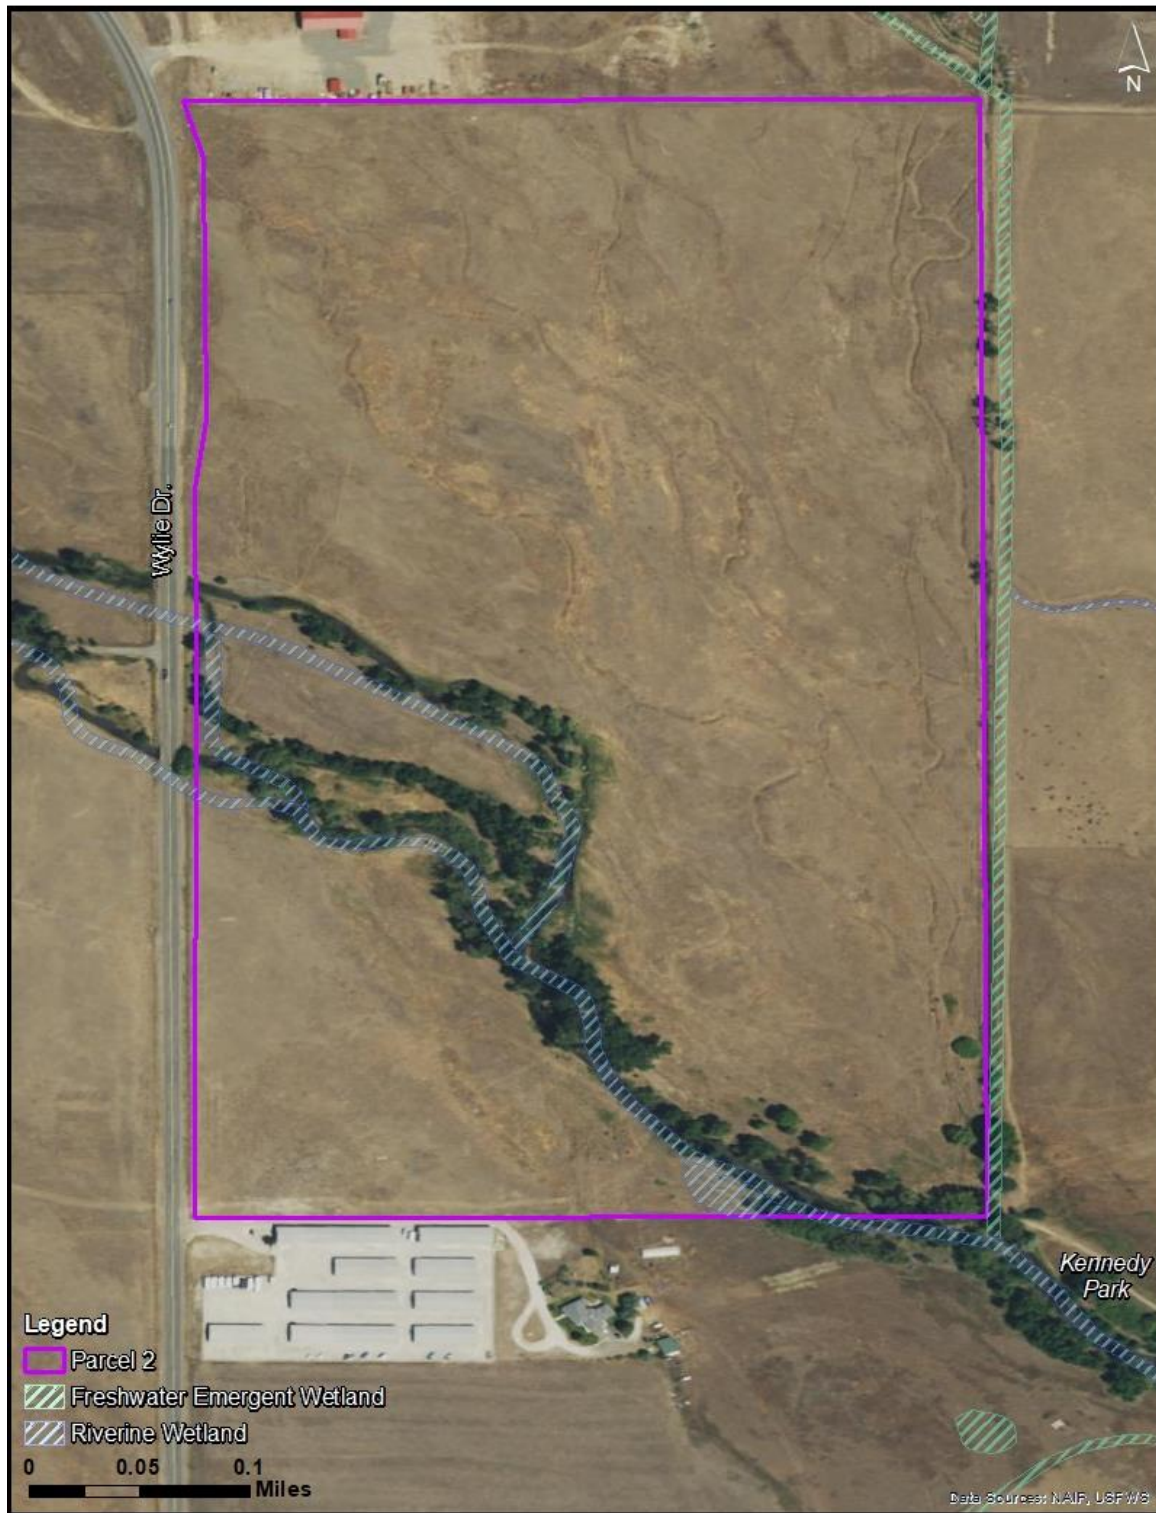 N
Wylie Dr.
Kennedy
Park
Legend
Parcel 2
Freshwater Emergent Wetland
Riverine Wetland
0 0.05 0.1
Miles
Data Sources: NAIP, USFWS